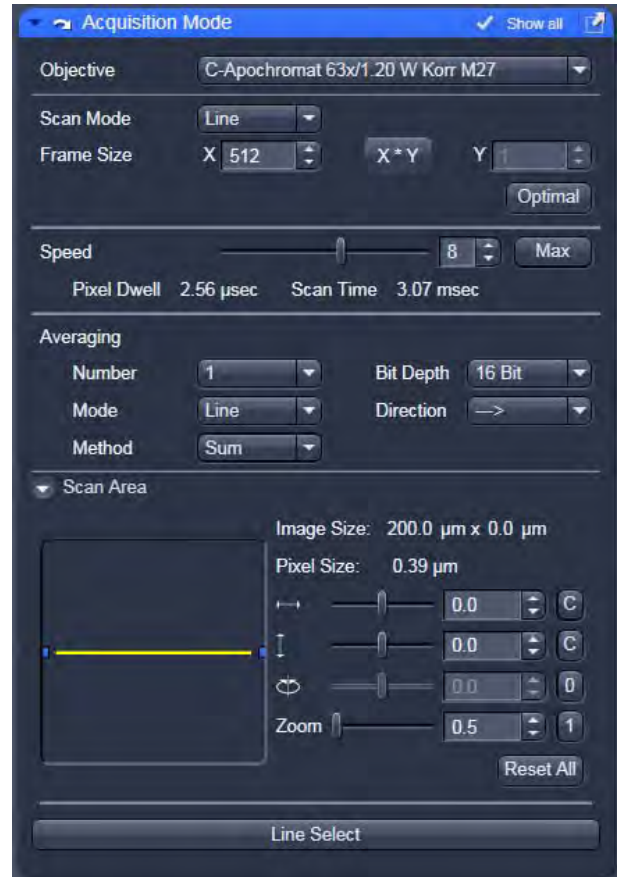 Acquisition Mode Show all
Objective C-Apochromat 63x/1.20 W Korr M27
Scan Mode Line
Frame Size X 512 X*Y Y 1
Optimal
Speed 8 Max
Pixel Dwell 2.56 µsec Scan Time 3.07 msec
Averaging
Number 1 Bit Depth 16 Bit
Mode Line Direction --->
Method Sum
Scan Area
Image Size: 200.0 µm x 0.0 µm
Pixel Size: 0.39 µm
0.0 C
0.0 C
0.0 0
Zoom 0.5 1
Reset All
Line Select